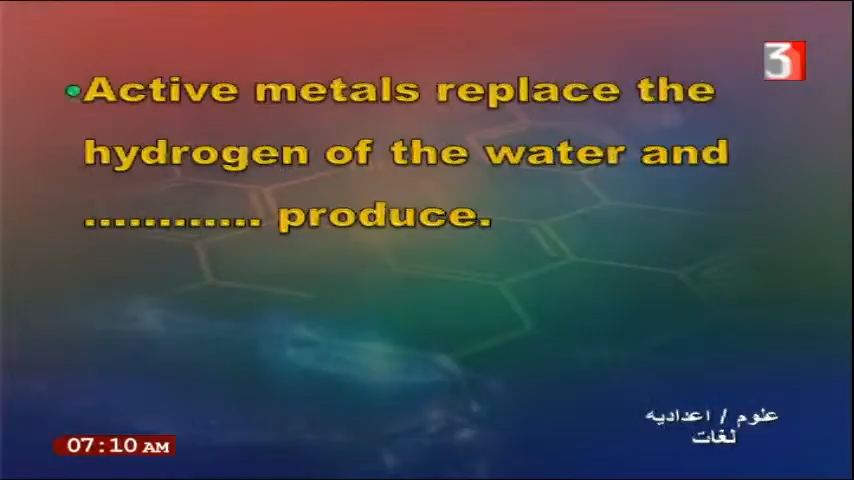 3
Active metals replace the
hydrogen of the water and
............ produce.
علوم / اعداديه
لغات
07:10 AM